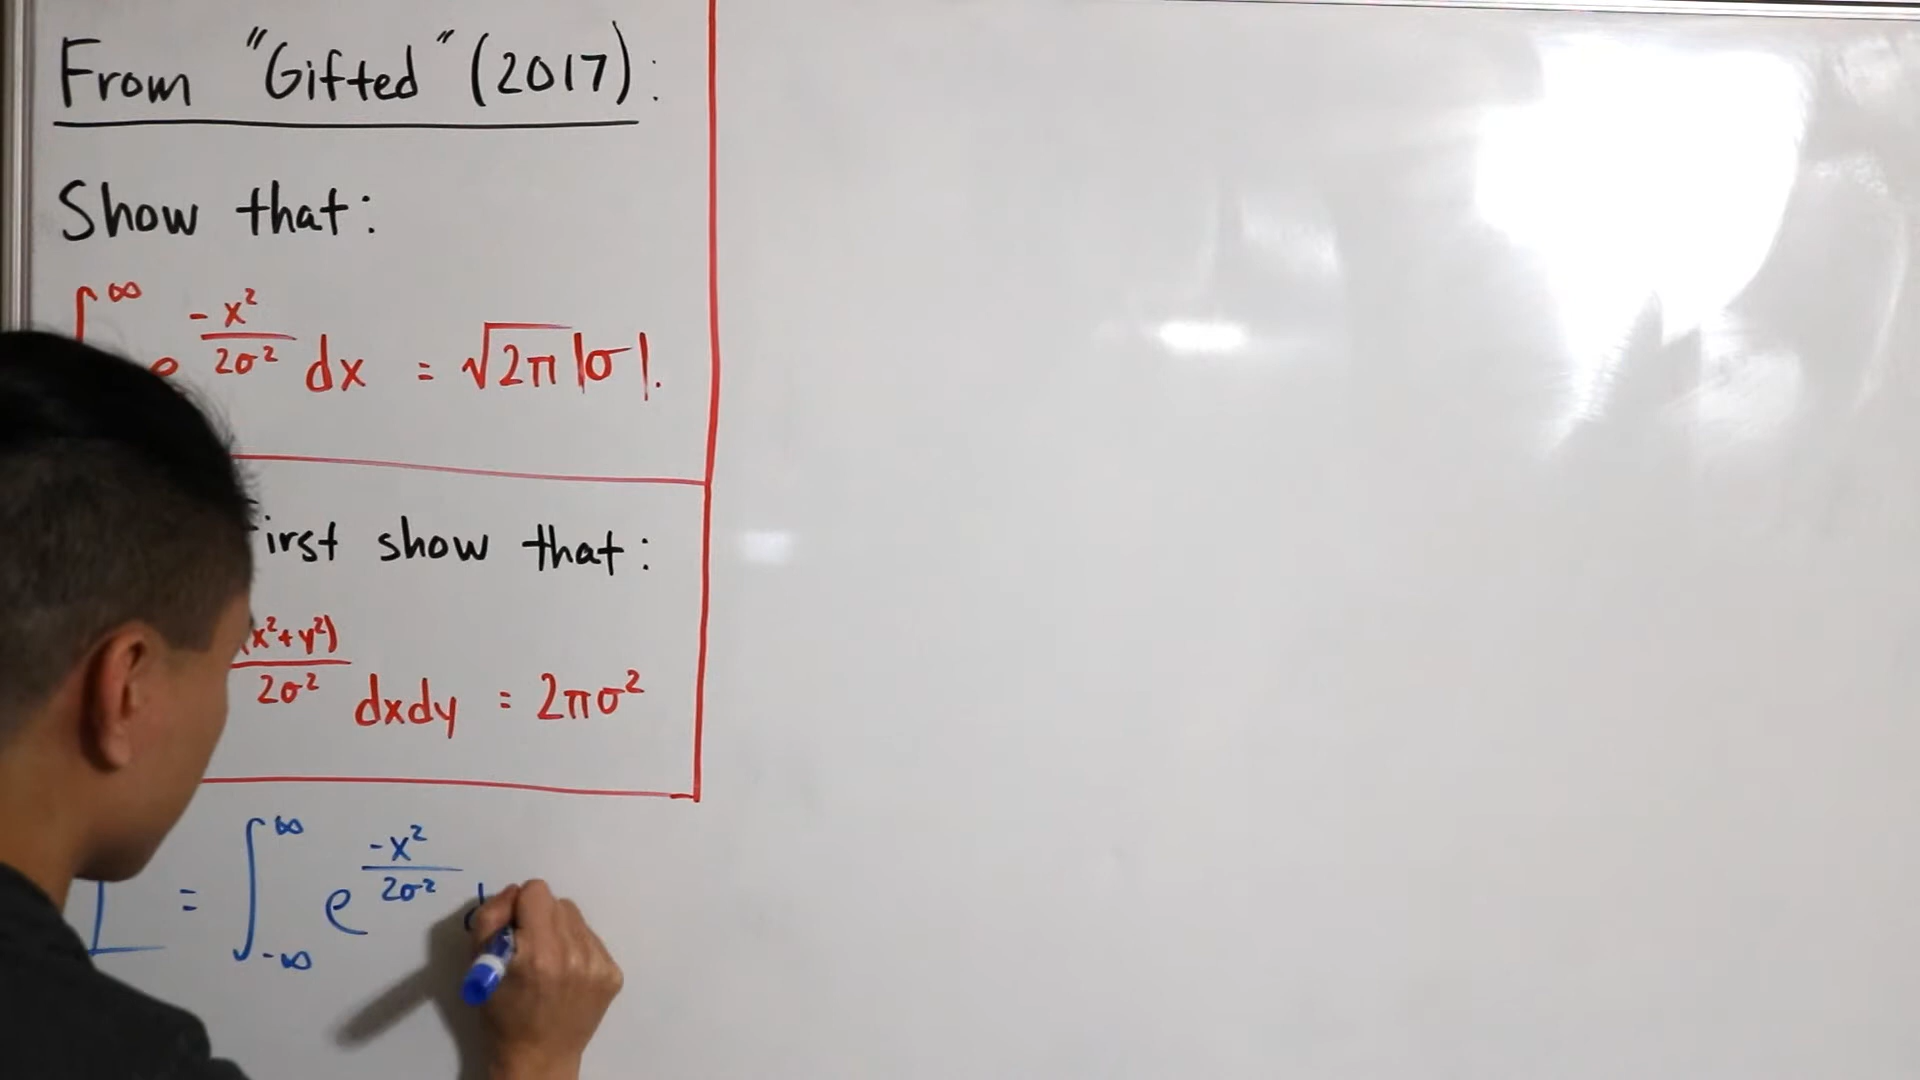 From "Gifted" (2017):
Show that:
∫^∞ e^(-x²/2σ²) dx = √2π |σ|.
irst show that:
(x²+y²)/2σ² dxdy = 2πσ²
I = ∫_-∞^∞ e^(-x²/2σ²) d